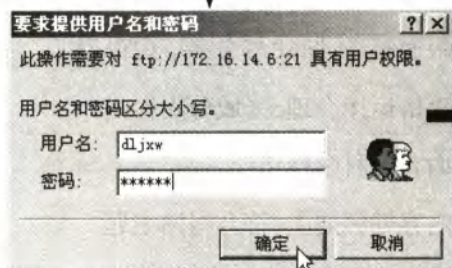 要求提供用户名和密码
此操作需要对 ftp://172.16.14.6:21 具有用户权限。
用户名和密码区分大小写。
用户名: dljxw
密码: ******
确定 取消